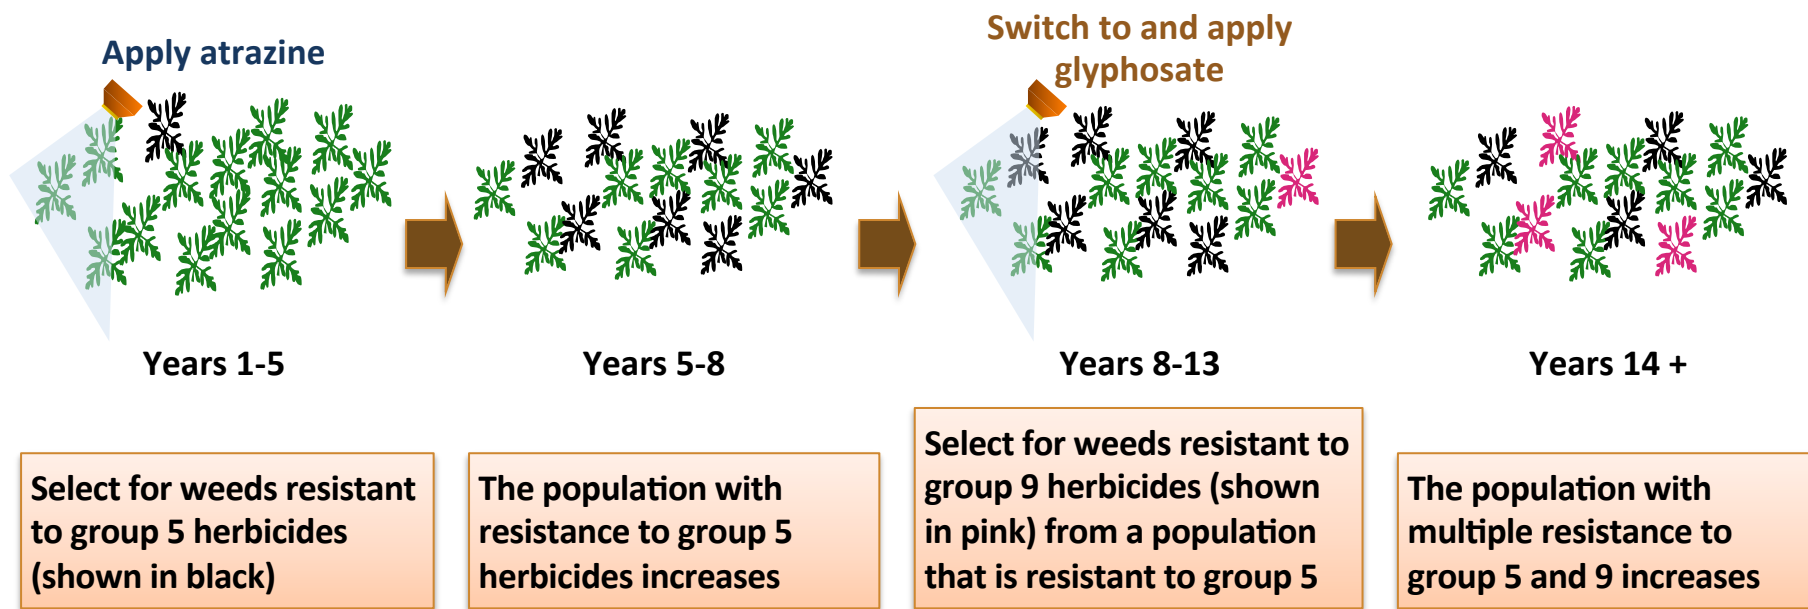 Apply atrazine
Switch to and apply
glyphosate
Years 1-5
Years 5-8
Years 8-13
Years 14 +
Select for weeds resistant
to group 5 herbicides
(shown in black)
The population with
resistance to group 5
herbicides increases
Select for weeds resistant to
group 9 herbicides (shown
in pink) from a population
that is resistant to group 5
The population with
multiple resistance to
group 5 and 9 increases